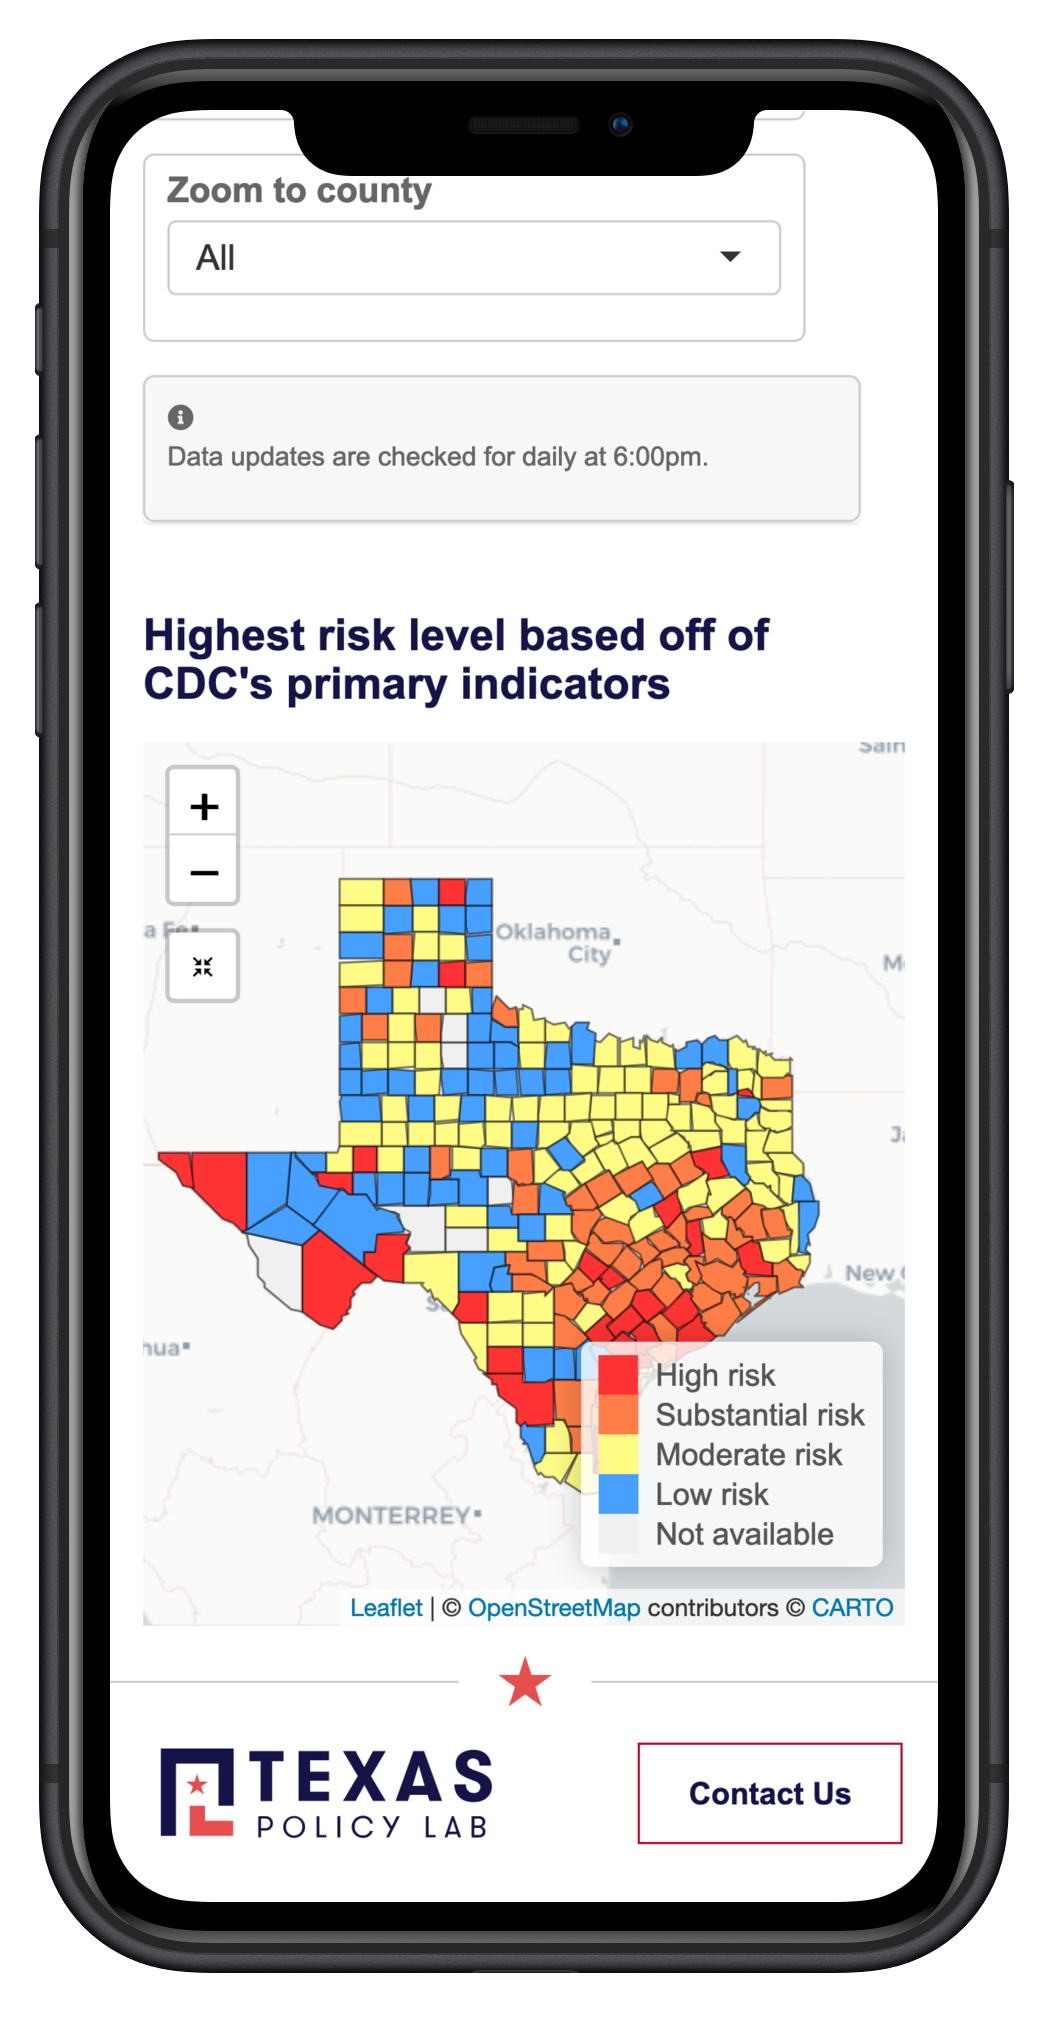 Zoom to county
All
Data updates are checked for daily at 6:00pm.
Highest risk level based off of
CDC's primary indicators
+
−
Oklahoma
City
New
High risk
Substantial risk
Moderate risk
Low risk
Not available
MONTERREY
Leaflet | © OpenStreetMap contributors © CARTO
TEXAS
POLICY LAB
Contact Us